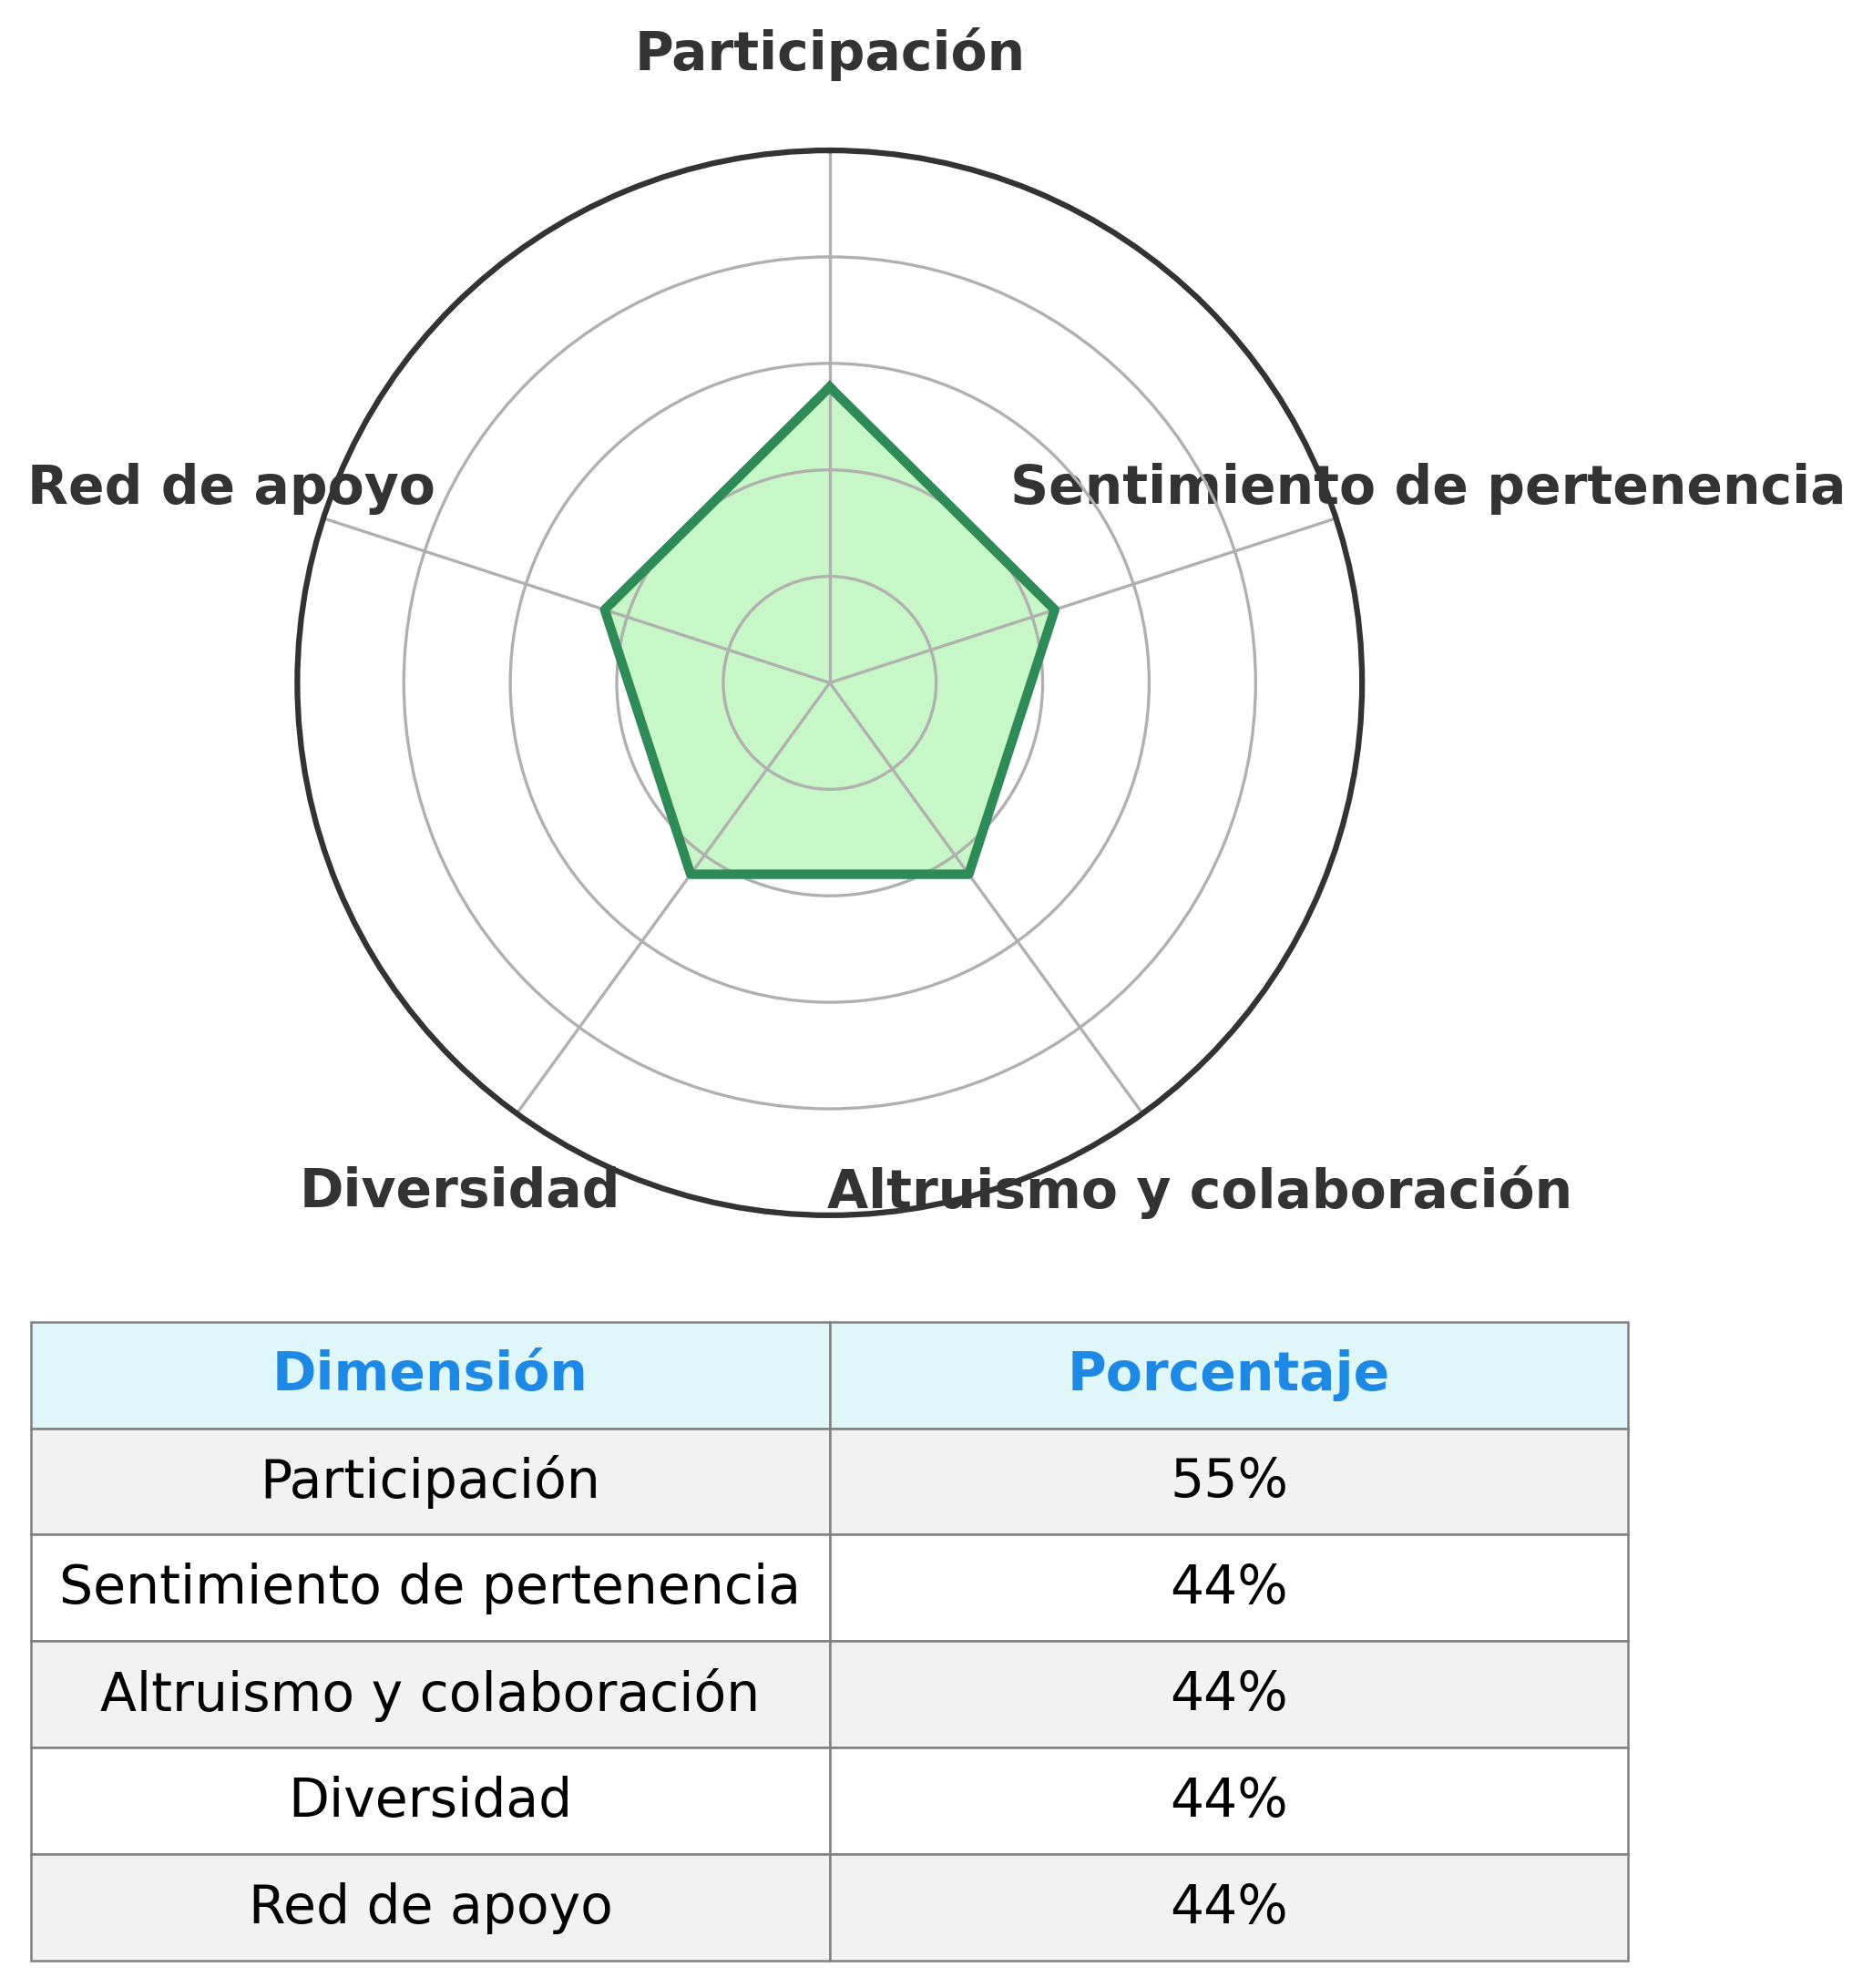 Participación
Red de apoyo
Sentimiento de pertenencia
Diversidad
Altruismo y colaboración
Dimensión Porcentaje
Participación 55%
Sentimiento de pertenencia 44%
Altruismo y colaboración 44%
Diversidad 44%
Red de apoyo 44%